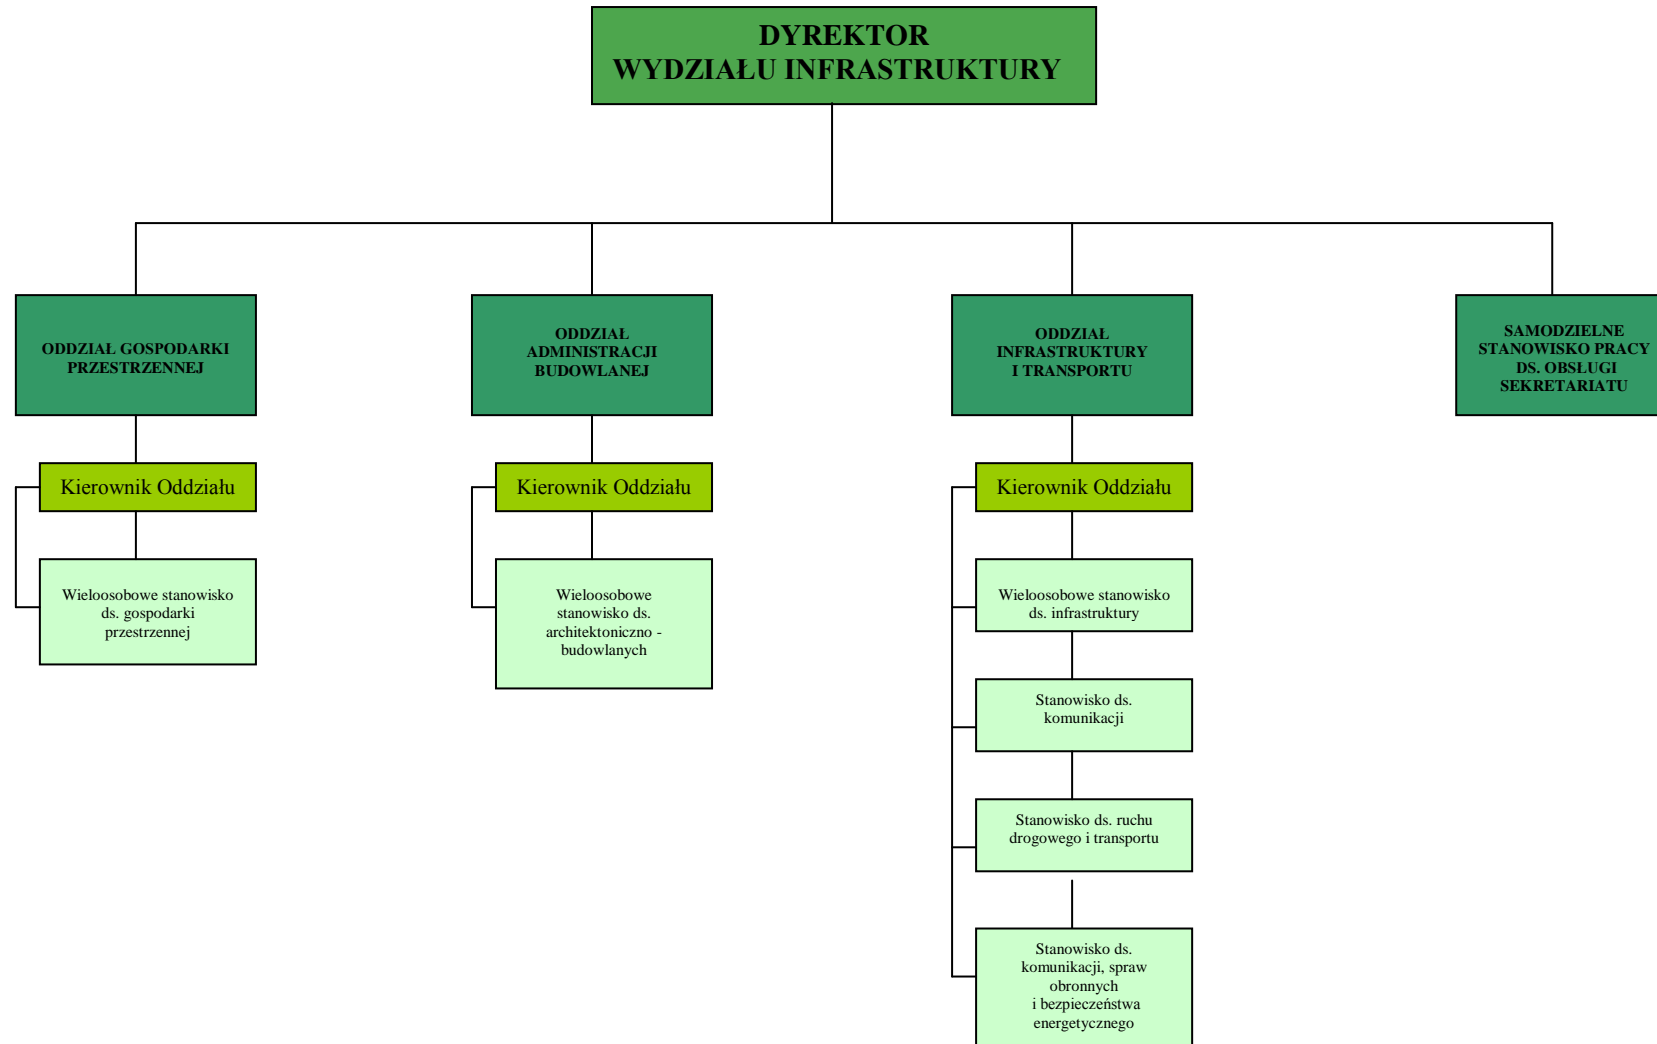 DYREKTOR
WYDZIAŁU INFRASTRUKTURY
ODDZIAŁ GOSPODARKI
PRZESTRZENNEJ
ODDZIAŁ
ADMINISTRACJI
BUDOWLANEJ
ODDZIAŁ
INFRASTRUKTURY
I TRANSPORTU
SAMODZIELNE
STANOWISKO PRACY
DS. OBSŁUGI
SEKRETARIATU
Kierownik Oddziału
Kierownik Oddziału
Kierownik Oddziału
Wieloosobowe stanowisko
ds. gospodarki
przestrzennej
Wieloosobowe
stanowisko ds.
architektoniczno -
budowlanych
Wieloosobowe stanowisko
ds. infrastruktury
Stanowisko ds.
komunikacji
Stanowisko ds. ruchu
drogowego i transportu
Stanowisko ds.
komunikacji, spraw
obronnych
i bezpieczeństwa
energetycznego